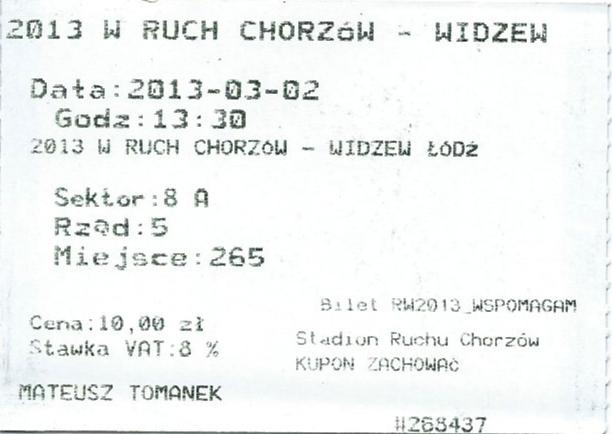 2013 W RUCH CHORZóW - WIDZEW
Data:2013-03-02
Godz:13:30
2013 W RUCH CHORZÓW - WIDZEW ŁÓDŹ
Sektor:8 A
Rząd:5
Miejsce:265
Bilet RW2013_WSPOMAGAM
Cena:10,00 zł
Stadion Ruchu Chorzów
Stawka VAT:8 %
KUPON ZACHOWAĆ
MATEUSZ TOMANEK
#268437